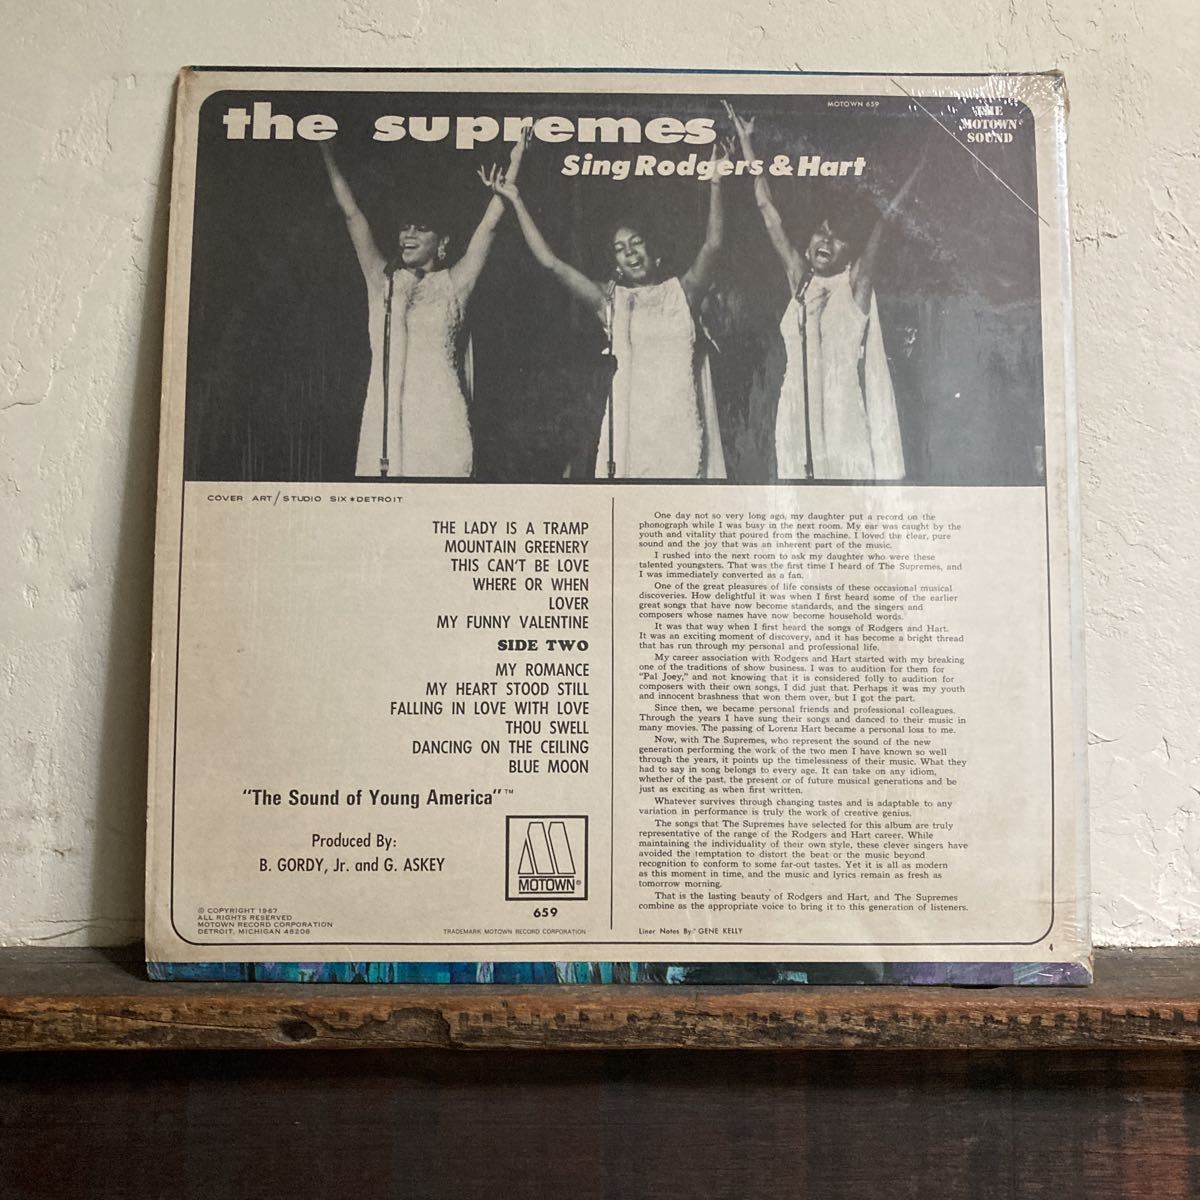 the supremes
Sing Rodgers & Hart
MOTOWN 659
THE
MOTOWN
SOUND
COVER ART/STUDIO SIX★DETROIT
THE LADY IS A TRAMP
MOUNTAIN GREENERY
THIS CAN'T BE LOVE
WHERE OR WHEN
LOVER
MY FUNNY VALENTINE
SIDE TWO
MY ROMANCE
MY HEART STOOD STILL
FALLING IN LOVE WITH LOVE
THOU SWELL
DANCING ON THE CEILING
BLUE MOON
"The Sound of Young America"™
Produced By:
B. GORDY, Jr. and G. ASKEY
M
MOTOWN®
659
© COPYRIGHT 1967
ALL RIGHTS RESERVED
MOTOWN RECORD CORPORATION
DETROIT, MICHIGAN 48208
TRADEMARK MOTOWN RECORD CORPORATION
One day not so very long ago, my daughter put a record on the
phonograph while I was busy in the next room. My ear was caught by the
youth and vitality that poured from the machine. I loved the clear, pure
sound and the joy that was an inherent part of the music.
I rushed into the next room to ask my daughter who were these
talented youngsters. That was the first time I heard of The Supremes, and
I was immediately converted as a fan.
One of the great pleasures of life consists of these occasional musical
discoveries. How delightful it was when I first heard some of the earlier
great songs that have now become standards, and the singers and
composers whose names have now become household words.
It was that way when I first heard the songs of Rodgers and Hart.
It was an exciting moment of discovery, and it has become a bright thread
that has run through my personal and professional life.
My career association with Rodgers and Hart started with my breaking
one of the traditions of show business. I was to audition for them for
"Pal Joey," and not knowing that it is considered folly to audition for
composers with their own songs, I did just that. Perhaps it was my youth
and innocent brashness that won them over, but I got the part.
Since then, we became personal friends and professional colleagues.
Through the years I have sung their songs and danced to their music in
many movies. The passing of Lorenz Hart became a personal loss to me.
Now, with The Supremes, who represent the sound of the new
generation performing the work of the two men I have known so well
through the years, it points up the timelessness of their music. What they
had to say in song belongs to every age. It can take on any idiom,
whether of the past, the present or of future musical generations and be
just as exciting as when first written.
Whatever survives through changing tastes and is adaptable to any
variation in performance is truly the work of creative genius.
The songs that The Supremes have selected for this album are truly
representative of the range of the Rodgers and Hart career. While
maintaining the individuality of their own style, these clever singers have
avoided the temptation to distort the beat or the music beyond
recognition to conform to some far-out tastes. Yet it is all as modern
as this moment in time, and the music and lyrics remain as fresh as
tomorrow morning.
That is the lasting beauty of Rodgers and Hart, and The Supremes
combine as the appropriate voice to bring it to this generation of listeners.
Liner Notes By: GENE KELLY
4